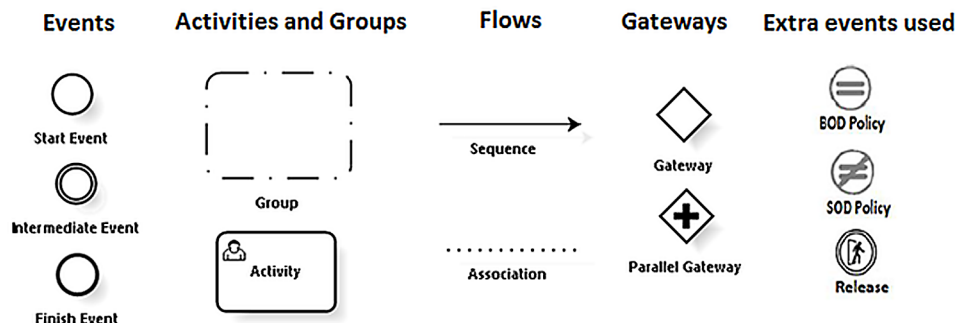 Events
Activities and Groups
Flows
Gateways
Extra events used
Start Event
Intermediate Event
Finish Event
Group
Activity
Sequence
Association
Gateway
Parallel Gateway
BOD Policy
SOD Policy
Release